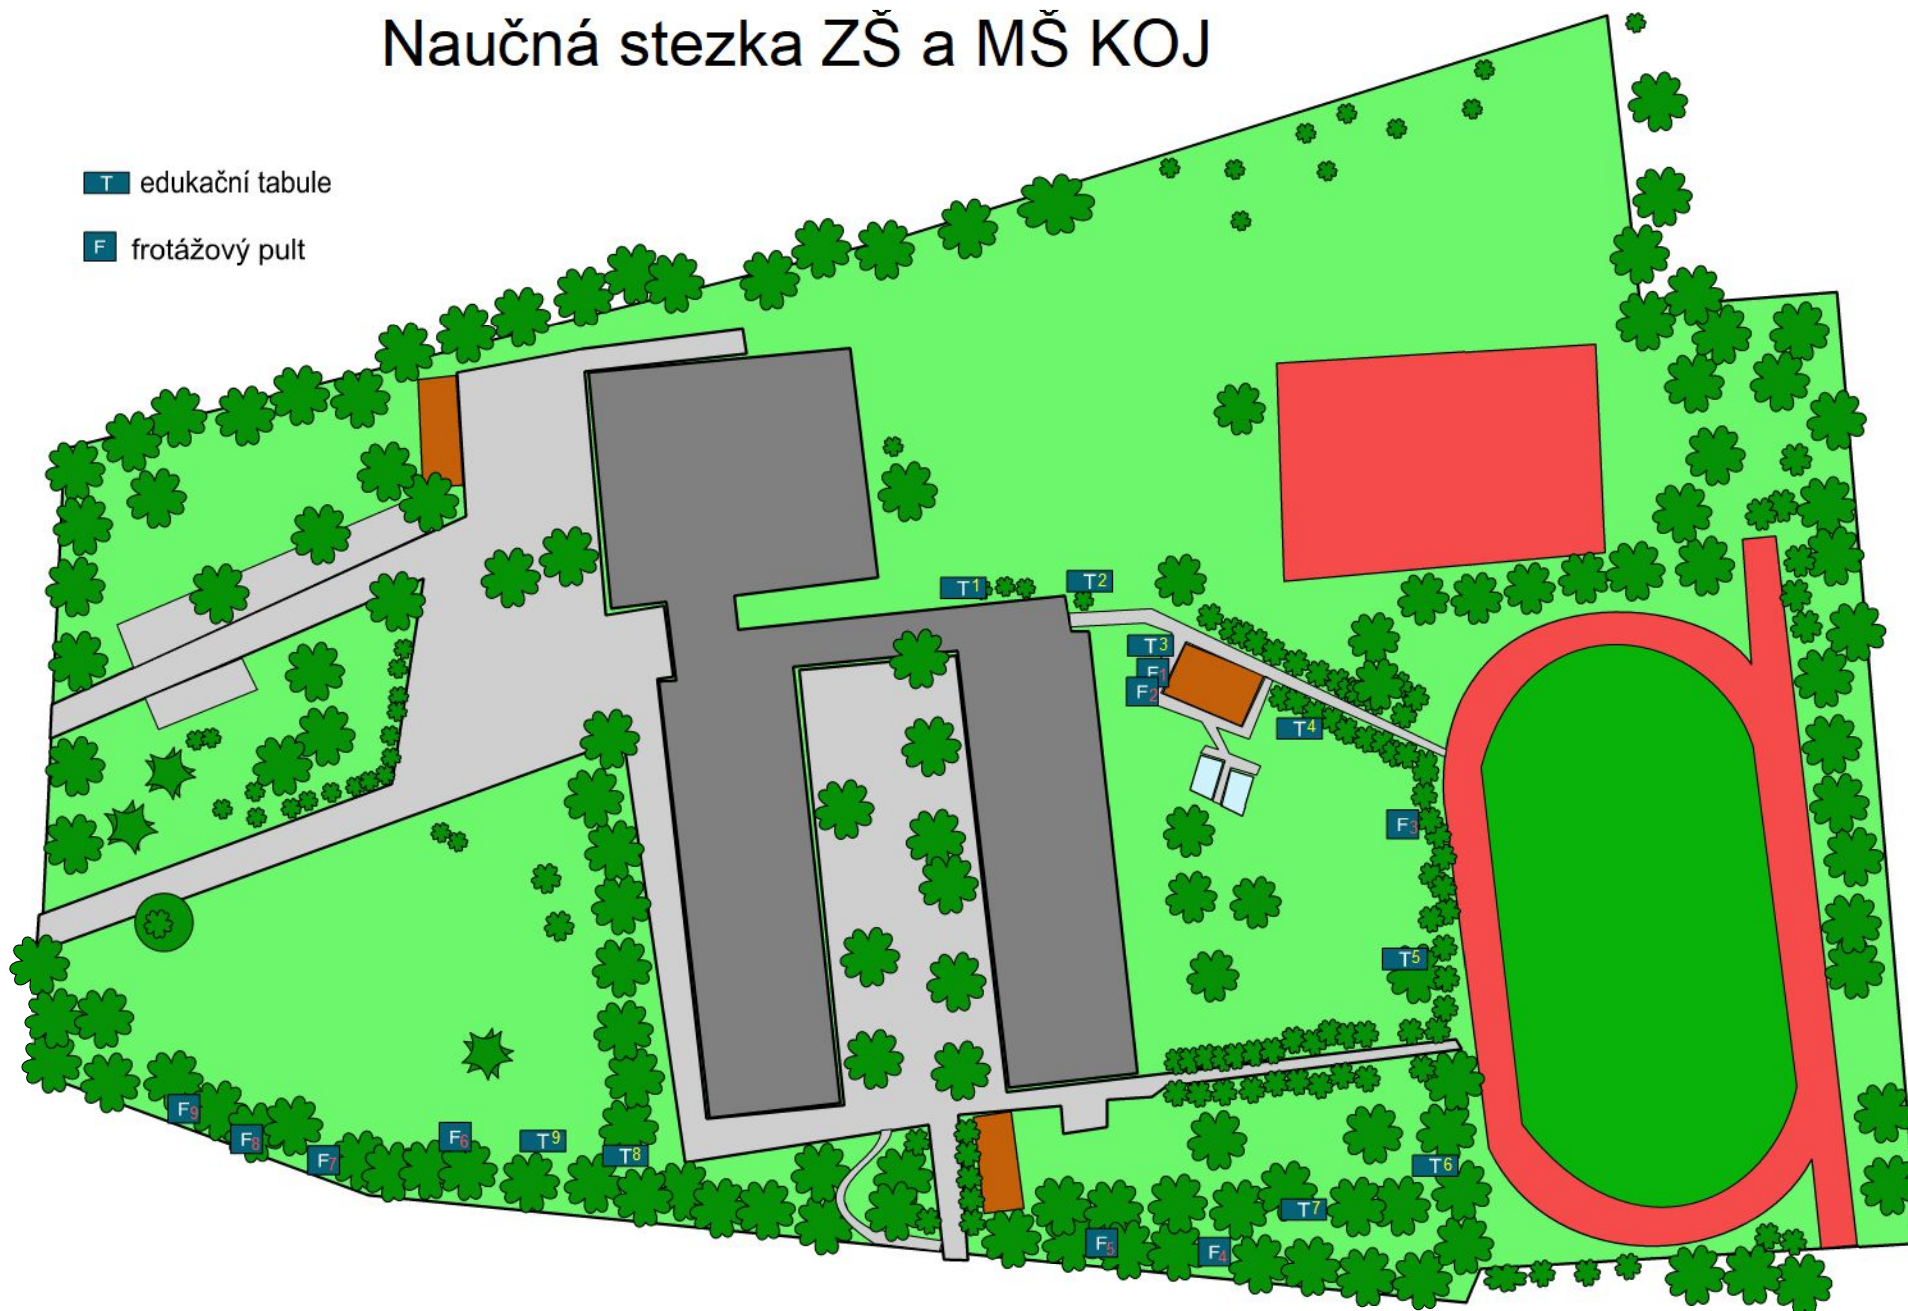 Naučná stezka ZŠ a MŠ KOJ
T edukační tabule
F frotážový pult
T1
T2
T3
F1
F2
T4
F3
T5
F9
F8
F7
F6
T9
T8
T6
T7
F5
F4